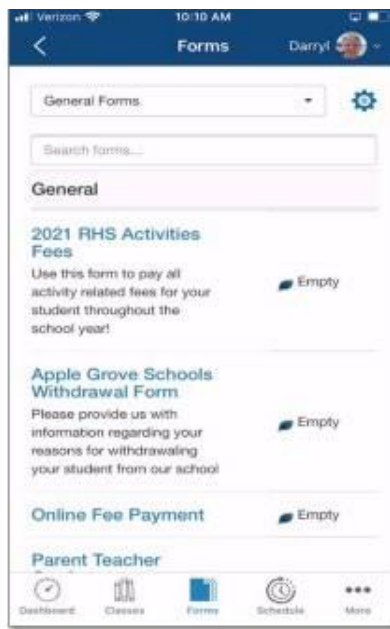 Verizon 10:10 AM
Forms Darryl
General Forms
Search forms...
General
2021 RHS Activities
Fees
Use this form to pay all
activity related fees for your
student throughout the
school year!
Empty
Apple Grove Schools
Withdrawal Form
Please provide us with
information regarding your
reasons for withdrawaling
your student from our school
Empty
Online Fee Payment Empty
Parent Teacher
Dashboard Classes Forms Schedule More